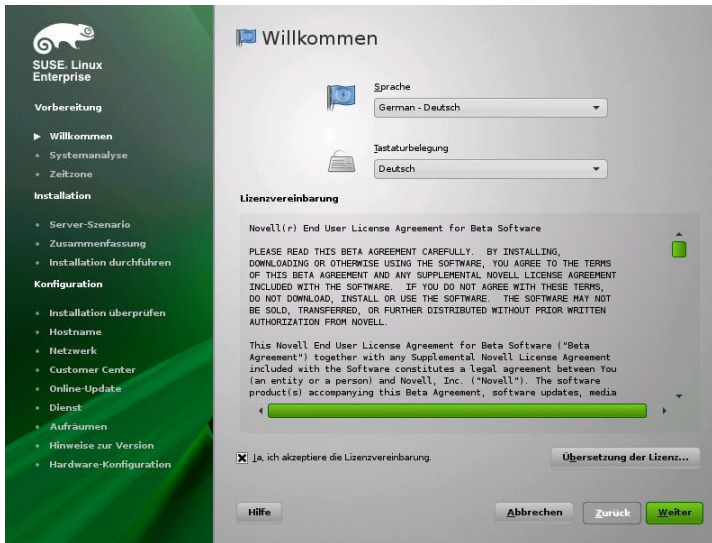 SUSE. Linux
Enterprise
Vorbereitung
Willkommen
Systemanalyse
Zeitzone
Installation
Server-Szenario
Zusammenfassung
Installation durchführen
Konfiguration
Installation überprüfen
Hostname
Netzwerk
Customer Center
Online-Update
Dienst
Aufräumen
Hinweise zur Version
Hardware-Konfiguration
Willkommen
Sprache
German - Deutsch
Tastaturbelegung
Deutsch
Lizenzvereinbarung
Novell(r) End User License Agreement for Beta Software
PLEASE READ THIS BETA AGREEMENT CAREFULLY. BY INSTALLING,
DOWNLOADING OR OTHERWISE USING THE SOFTWARE, YOU AGREE TO THE TERMS
OF THIS BETA AGREEMENT AND ANY SUPPLEMENTAL NOVELL LICENSE AGREEMENT
INCLUDED WITH THE SOFTWARE. IF YOU DO NOT AGREE WITH THESE TERMS,
DO NOT DOWNLOAD, INSTALL OR USE THE SOFTWARE. THE SOFTWARE MAY NOT
BE SOLD, TRANSFERRED, OR FURTHER DISTRIBUTED WITHOUT PRIOR WRITTEN
AUTHORIZATION FROM NOVELL.
This Novell End User License Agreement for Beta Software ("Beta
Agreement") together with any Supplemental Novell License Agreement
included with the Software constitutes a legal agreement between You
(an entity or a person) and Novell, Inc. ("Novell"). The software
product(s) accompanying this Beta Agreement, software updates, media
Ja, ich akzeptiere die Lizenzvereinbarung.
Übersetzung der Lizenz...
Hilfe
Abbrechen
Zurück
Weiter